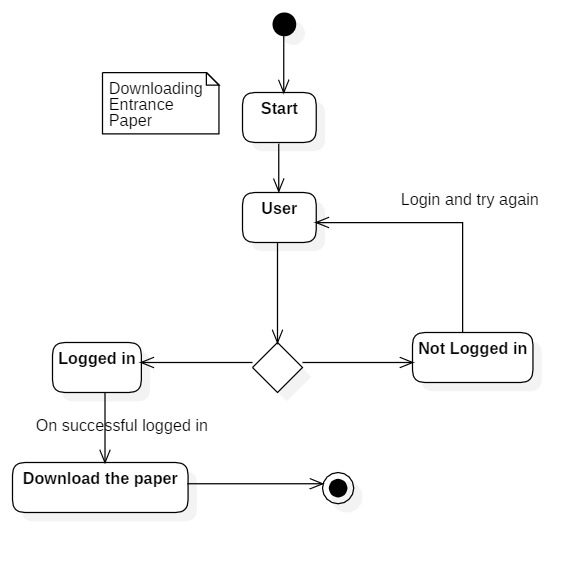 Downloading
Entrance
Paper
Start
User
Login and try again
Not Logged in
Logged in
On successful logged in
Download the paper